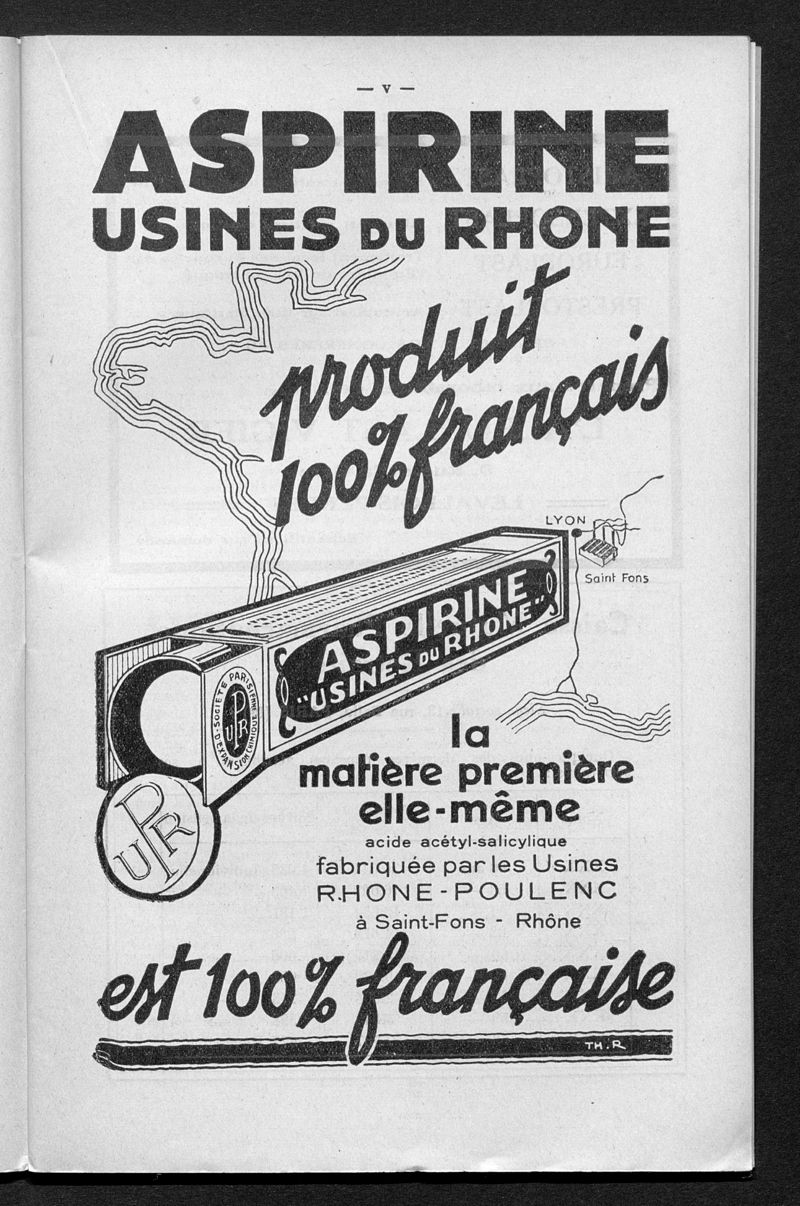 — V —
ASPIRINE
USINES DU RHONE
produit
100% français
LYON
Saint Fons
ASPIRINE
"USINES DU RHONE"
SOCIETE PARISIENNE D'EXPANSION CHIMIQUE
UPR
UPR
la
matière première
elle-même
acide acétyl-salicylique
fabriquée par les Usines
RHONE-POULENC
à Saint-Fons - Rhône
est 100% française
TH.R